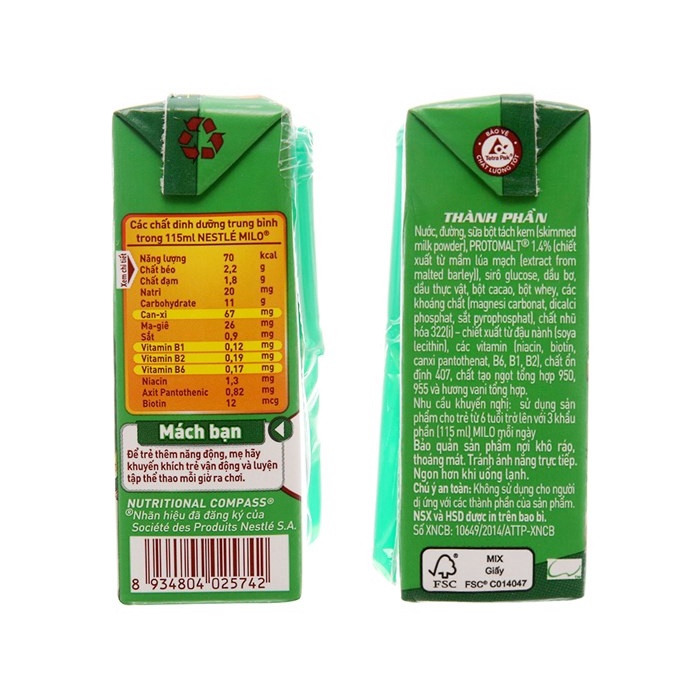 Các chất dinh dưỡng trung bình
trong 115ml NESTLÉ MILO®
Xem chi tiết
Năng lượng 70 kcal
Chất béo 2,2 g
Chất đạm 1,8 g
Natri 20 mg
Carbohydrate 11 g
Can-xi 67 mg
Ma-giê 26 mg
Sắt 0,9 mg
Vitamin B1 0,12 mg
Vitamin B2 0,19 mg
Vitamin B6 0,17 mg
Niacin 1,3 mg
Axit Pantothenic 0,82 mg
Biotin 12 mcg
Mách bạn
Để trẻ thêm năng động, mẹ hãy
khuyến khích trẻ vận động và luyện
tập thể thao mỗi giờ ra chơi.
NUTRITIONAL COMPASS®
®Nhãn hiệu đã đăng ký của
Société des Produits Nestlé S.A.
8 934804 025742
BẢO VỆ
Tetra Pak®
CHẤT LƯỢNG TỐT
THÀNH PHẦN
Nước, đường, sữa bột tách kem (skimmed
milk powder), PROTOMALT® 1.4% (chiết
xuất từ mầm lúa mạch (extract from
malted barley)), sirô glucose, dầu bơ,
dầu thực vật, bột cacao, bột whey, các
khoáng chất (magnesi carbonat, dicalci
phosphat, sắt pyrophosphat), chất nhũ
hóa 322(i) – chiết xuất từ đậu nành (soya
lecithin), các vitamin (niacin, biotin,
canxi pantothenat, B6, B1, B2), chất ổn định
407, chất tạo ngọt tổng hợp 950,
955 và hương vani tổng hợp.
Nhu cầu khuyến nghị: sử dụng sản
phẩm cho trẻ từ 6 tuổi trở lên với 3 khẩu
phần (115 ml) MILO mỗi ngày
Bảo quản sản phẩm nơi khô ráo,
thoáng mát. Tránh ánh nắng trực tiếp.
Ngon hơn khi uống lạnh.
Chú ý an toàn: Không sử dụng cho người
dị ứng với các thành phần của sản phẩm.
NSX và HSD được in trên bao bì.
Số XNCB: 10649/2014/ATTP-XNCB
FSC
MIX
Giấy
FSC® C014047